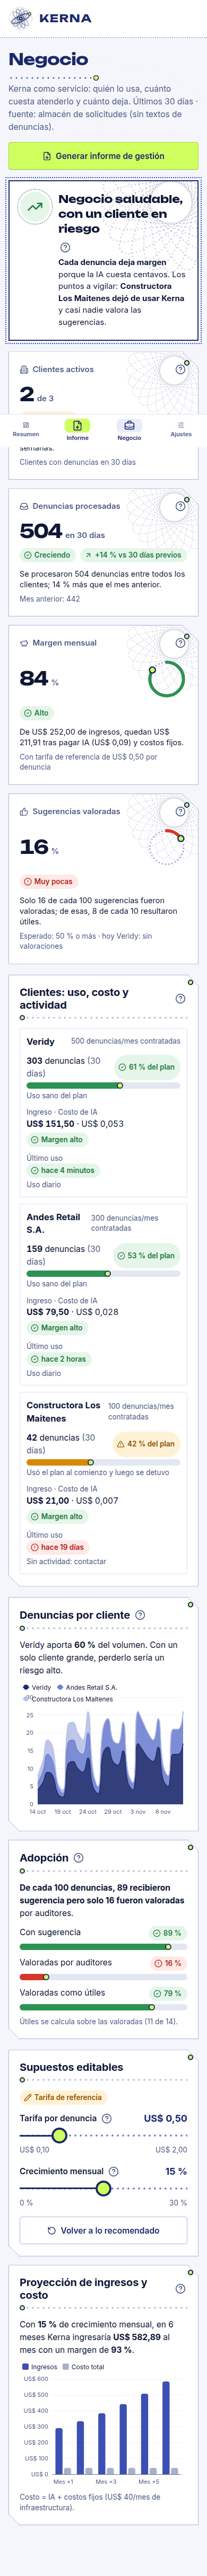 KERNA
Negocio
Kerna como servicio: quién lo usa, cuánto
cuesta atenderlo y cuánto deja. Últimos 30 días ·
fuente: almacén de solicitudes (sin textos de
denuncias).
Generar informe de gestión
Negocio saludable,
con un cliente en
riesgo
Cada denuncia deja margen
porque la IA cuesta centavos. Los
puntos a vigilar: Constructora
Los Maitenes dejó de usar Kerna
y casi nadie valora las
sugerencias.
Clientes activos
2 de 3
Resumen
Informe
Negocio
Ajustes
semanas.
Clientes con denuncias en 30 días
Denuncias procesadas
504 en 30 días
Creciendo
+14 % vs 30 días previos
Se procesaron 504 denuncias entre todos los
clientes; 14 % más que el mes anterior.
Mes anterior: 442
Margen mensual
84 %
Alto
De US$ 252,00 de ingresos, quedan US$
211,91 tras pagar IA (US$ 0,09) y costos fijos.
Con tarifa de referencia de US$ 0,50 por
denuncia
Sugerencias valoradas
16 %
Muy pocas
Solo 16 de cada 100 sugerencias fueron
valoradas; de esas, 8 de cada 10 resultaron
útiles.
Esperado: 50 % o más · hoy Veridy: sin
valoraciones
Clientes: uso, costo y
actividad
Veridy
500 denuncias/mes contratadas
303 denuncias (30
días)
61 % del plan
Uso sano del plan
Ingreso · Costo de IA
US$ 151,50 · US$ 0,053
Margen alto
Último uso
hace 4 minutos
Uso diario
Andes Retail
S.A.
300 denuncias/mes
contratadas
159 denuncias (30
días)
53 % del plan
Uso sano del plan
Ingreso · Costo de IA
US$ 79,50 · US$ 0,028
Margen alto
Último uso
hace 2 horas
Uso diario
Constructora Los
Maitenes
100 denuncias/mes
contratadas
42 denuncias (30
días)
42 % del plan
Usó el plan al comienzo y luego se detuvo
Ingreso · Costo de IA
US$ 21,00 · US$ 0,007
Margen alto
Último uso
hace 19 días
Sin actividad: contactar
Denuncias por cliente
Veridy aporta 60 % del volumen. Con un
solo cliente grande, perderlo sería un
riesgo alto.
Veridy
Andes Retail S.A.
Constructora Los Maitenes
25
20
15
10
5
0
14 oct
19 oct
24 oct
29 oct
3 nov
8 nov
Adopción
De cada 100 denuncias, 89 recibieron
sugerencia pero solo 16 fueron valoradas
por auditores.
Con sugerencia
89 %
Valoradas por auditores
16 %
Valoradas como útiles
79 %
Útiles se calcula sobre las valoradas (11 de 14).
Supuestos editables
Tarifa de referencia
Tarifa por denuncia
US$ 0,50
US$ 0,10
US$ 2,00
Crecimiento mensual
15 %
0 %
30 %
Volver a lo recomendado
Proyección de ingresos y
costo
Con 15 % de crecimiento mensual, en 6
meses Kerna ingresaría US$ 582,89 al
mes con un margen de 93 %.
Ingresos
Costo total
US$ 600
US$ 500
US$ 400
US$ 300
US$ 200
US$ 100
US$ 0
Mes +1
Mes +3
Mes +5
Costo = IA + costos fijos (US$ 40/mes de
infraestructura).